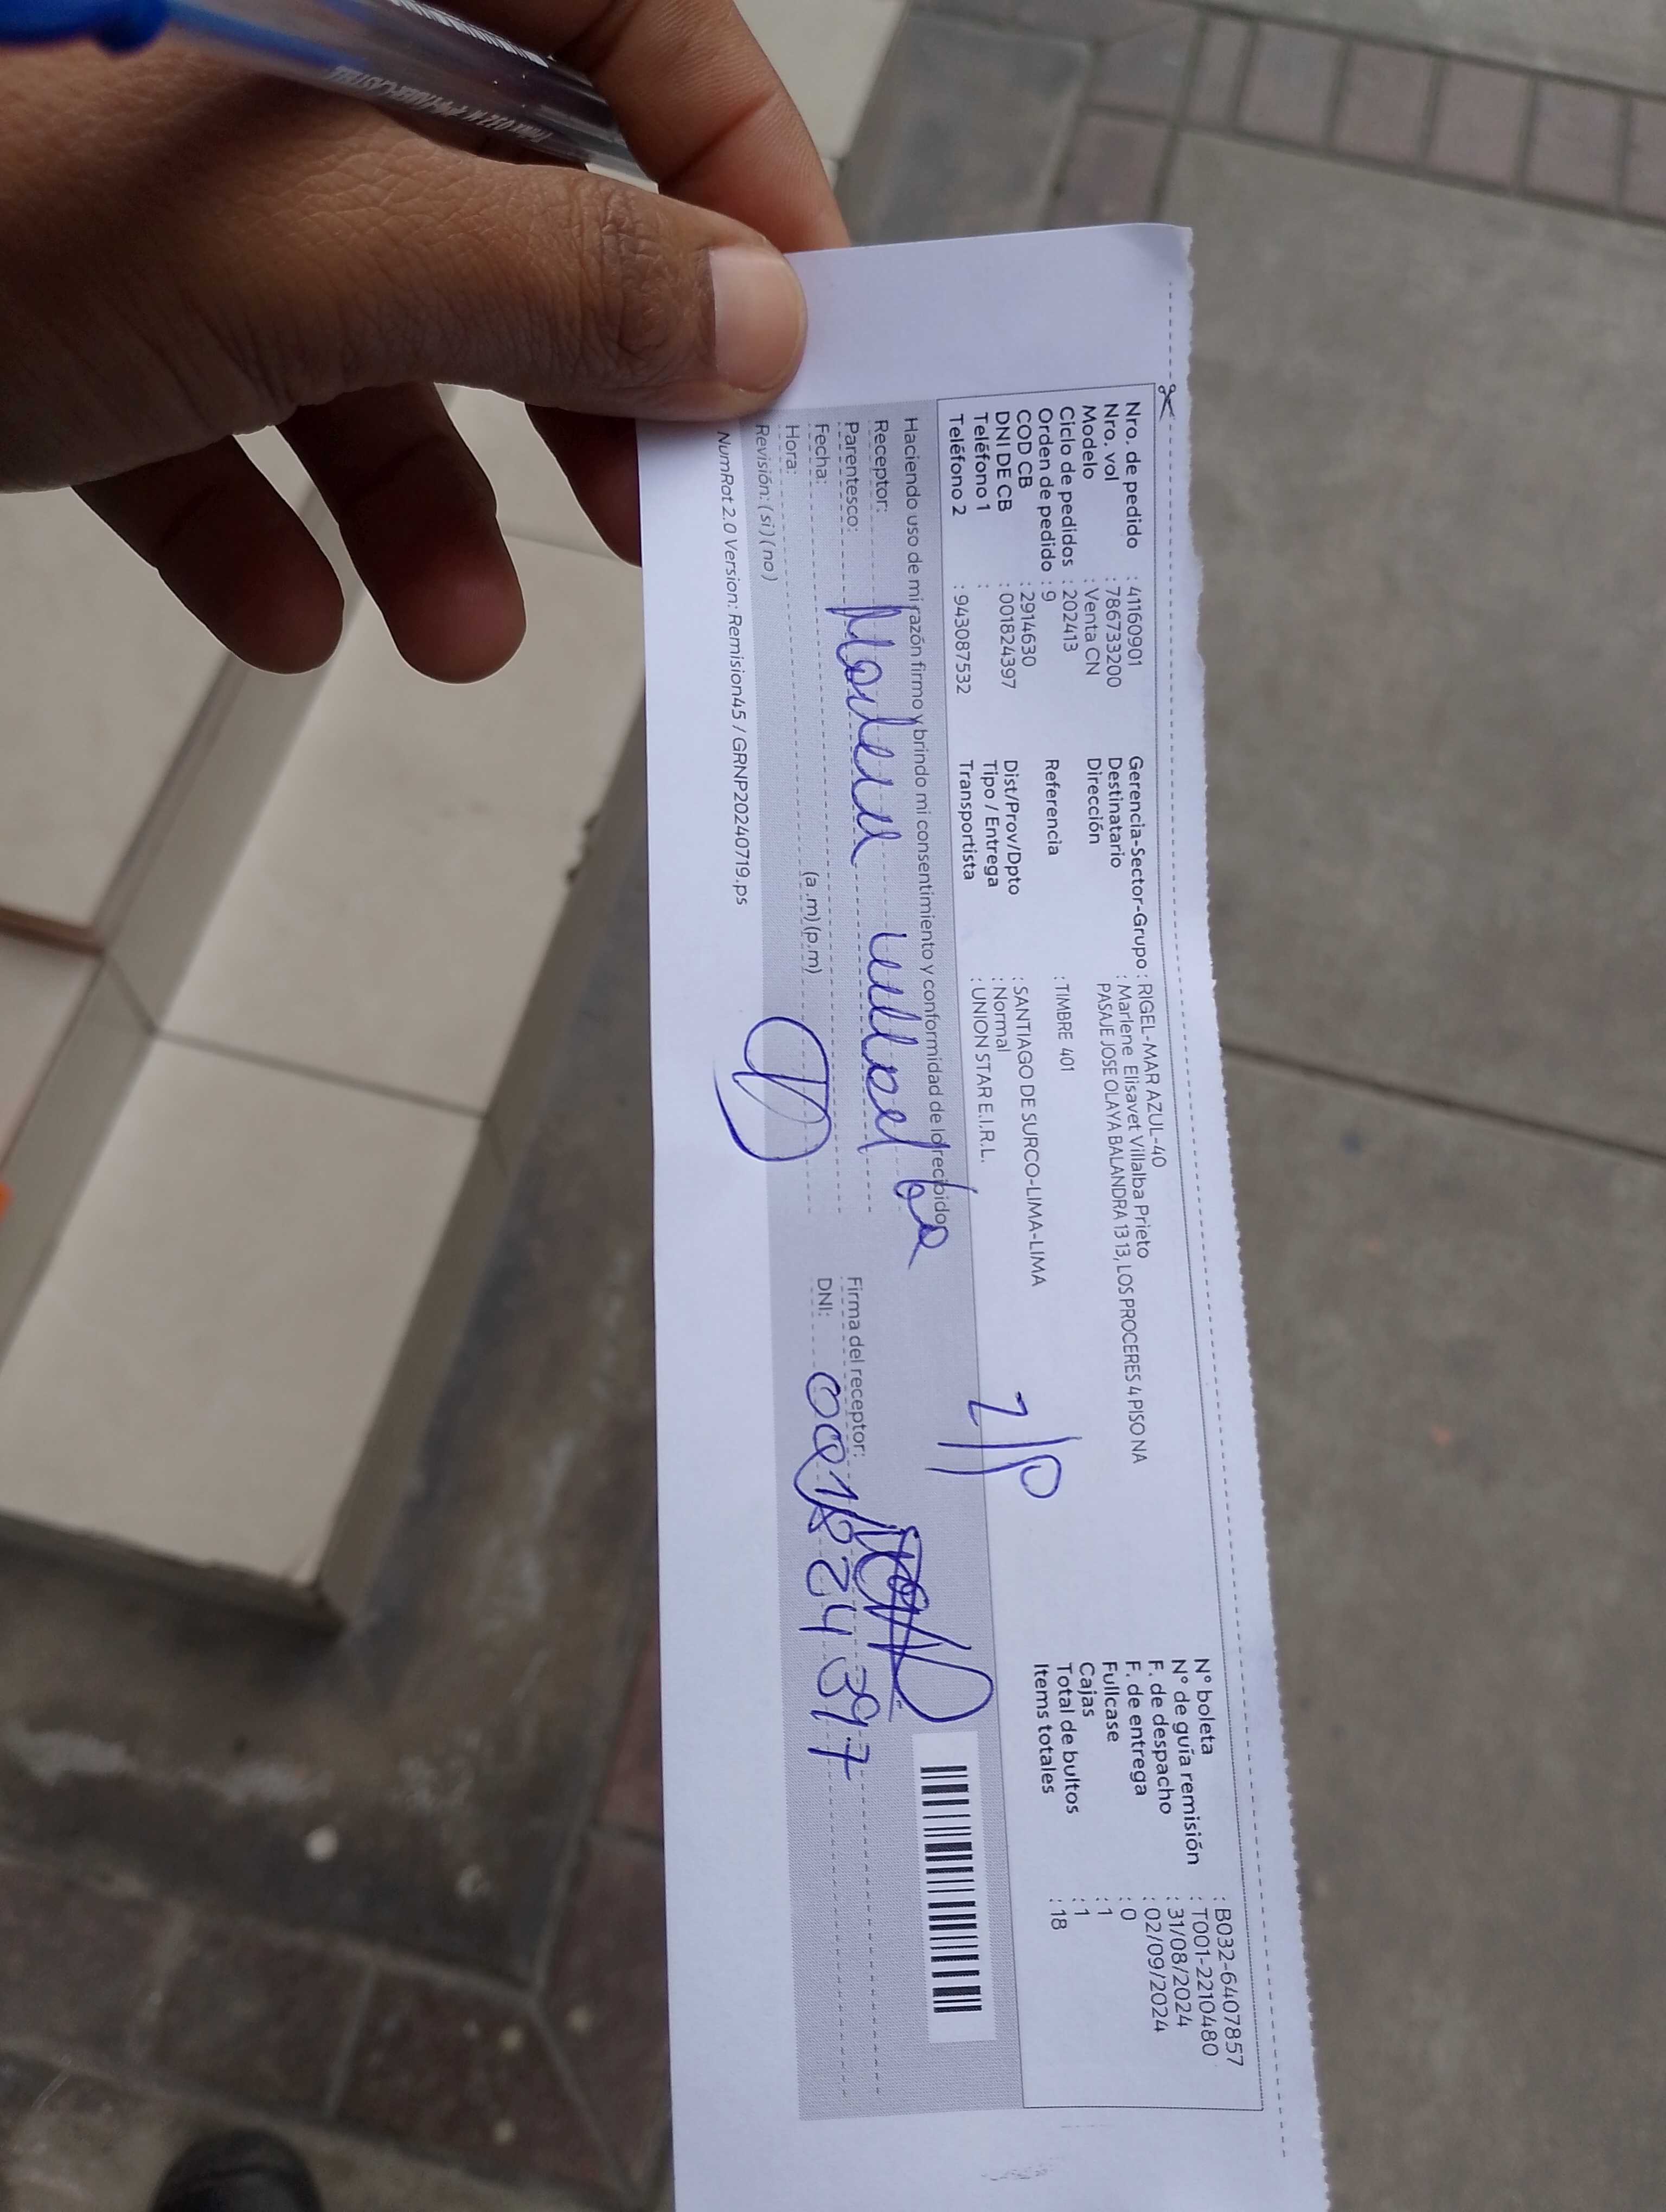 Nro. de pedido : 41160901
Nro. vol : 786733200
Modelo : Venta CN
Ciclo de pedidos : 202413
Orden de pedido : 9
COD CB : 2914630
DNI DE CB : 001824397
Teléfono 1 :
Teléfono 2 : 943087532
Gerencia-Sector-Grupo : RIGEL-MAR AZUL-40
Destinatario : Marlene Elisavet Villalba Prieto
Dirección PASAJE JOSE OLAYA BALANDRA 13 13, LOS PROCERES 4 PISO NA
Referencia : TIMBRE 401
Dist/Prov/Dpto : SANTIAGO DE SURCO-LIMA-LIMA
Tipo / Entrega : Normal
Transportista : UNION STAR E.I.R.L.
N° boleta : B032-6407857
N° de guía remisión : T001-2210480
F. de despacho : 31/08/2024
F. de entrega : 02/09/2024
Fullcase : 0
Cajas : 1
Total de bultos : 1
Items totales : 18
Haciendo uso de mi razón firmo y brindo mi consentimiento y conformidad de lo recibido
Receptor:
Parentesco:
Fecha:
Hora: (a.m)(p.m)
Revisión: (si) (no)
Firma del receptor:
DNI: 001824397
NumRot 2.0 Version: Remision45 / GRNP20240719.ps